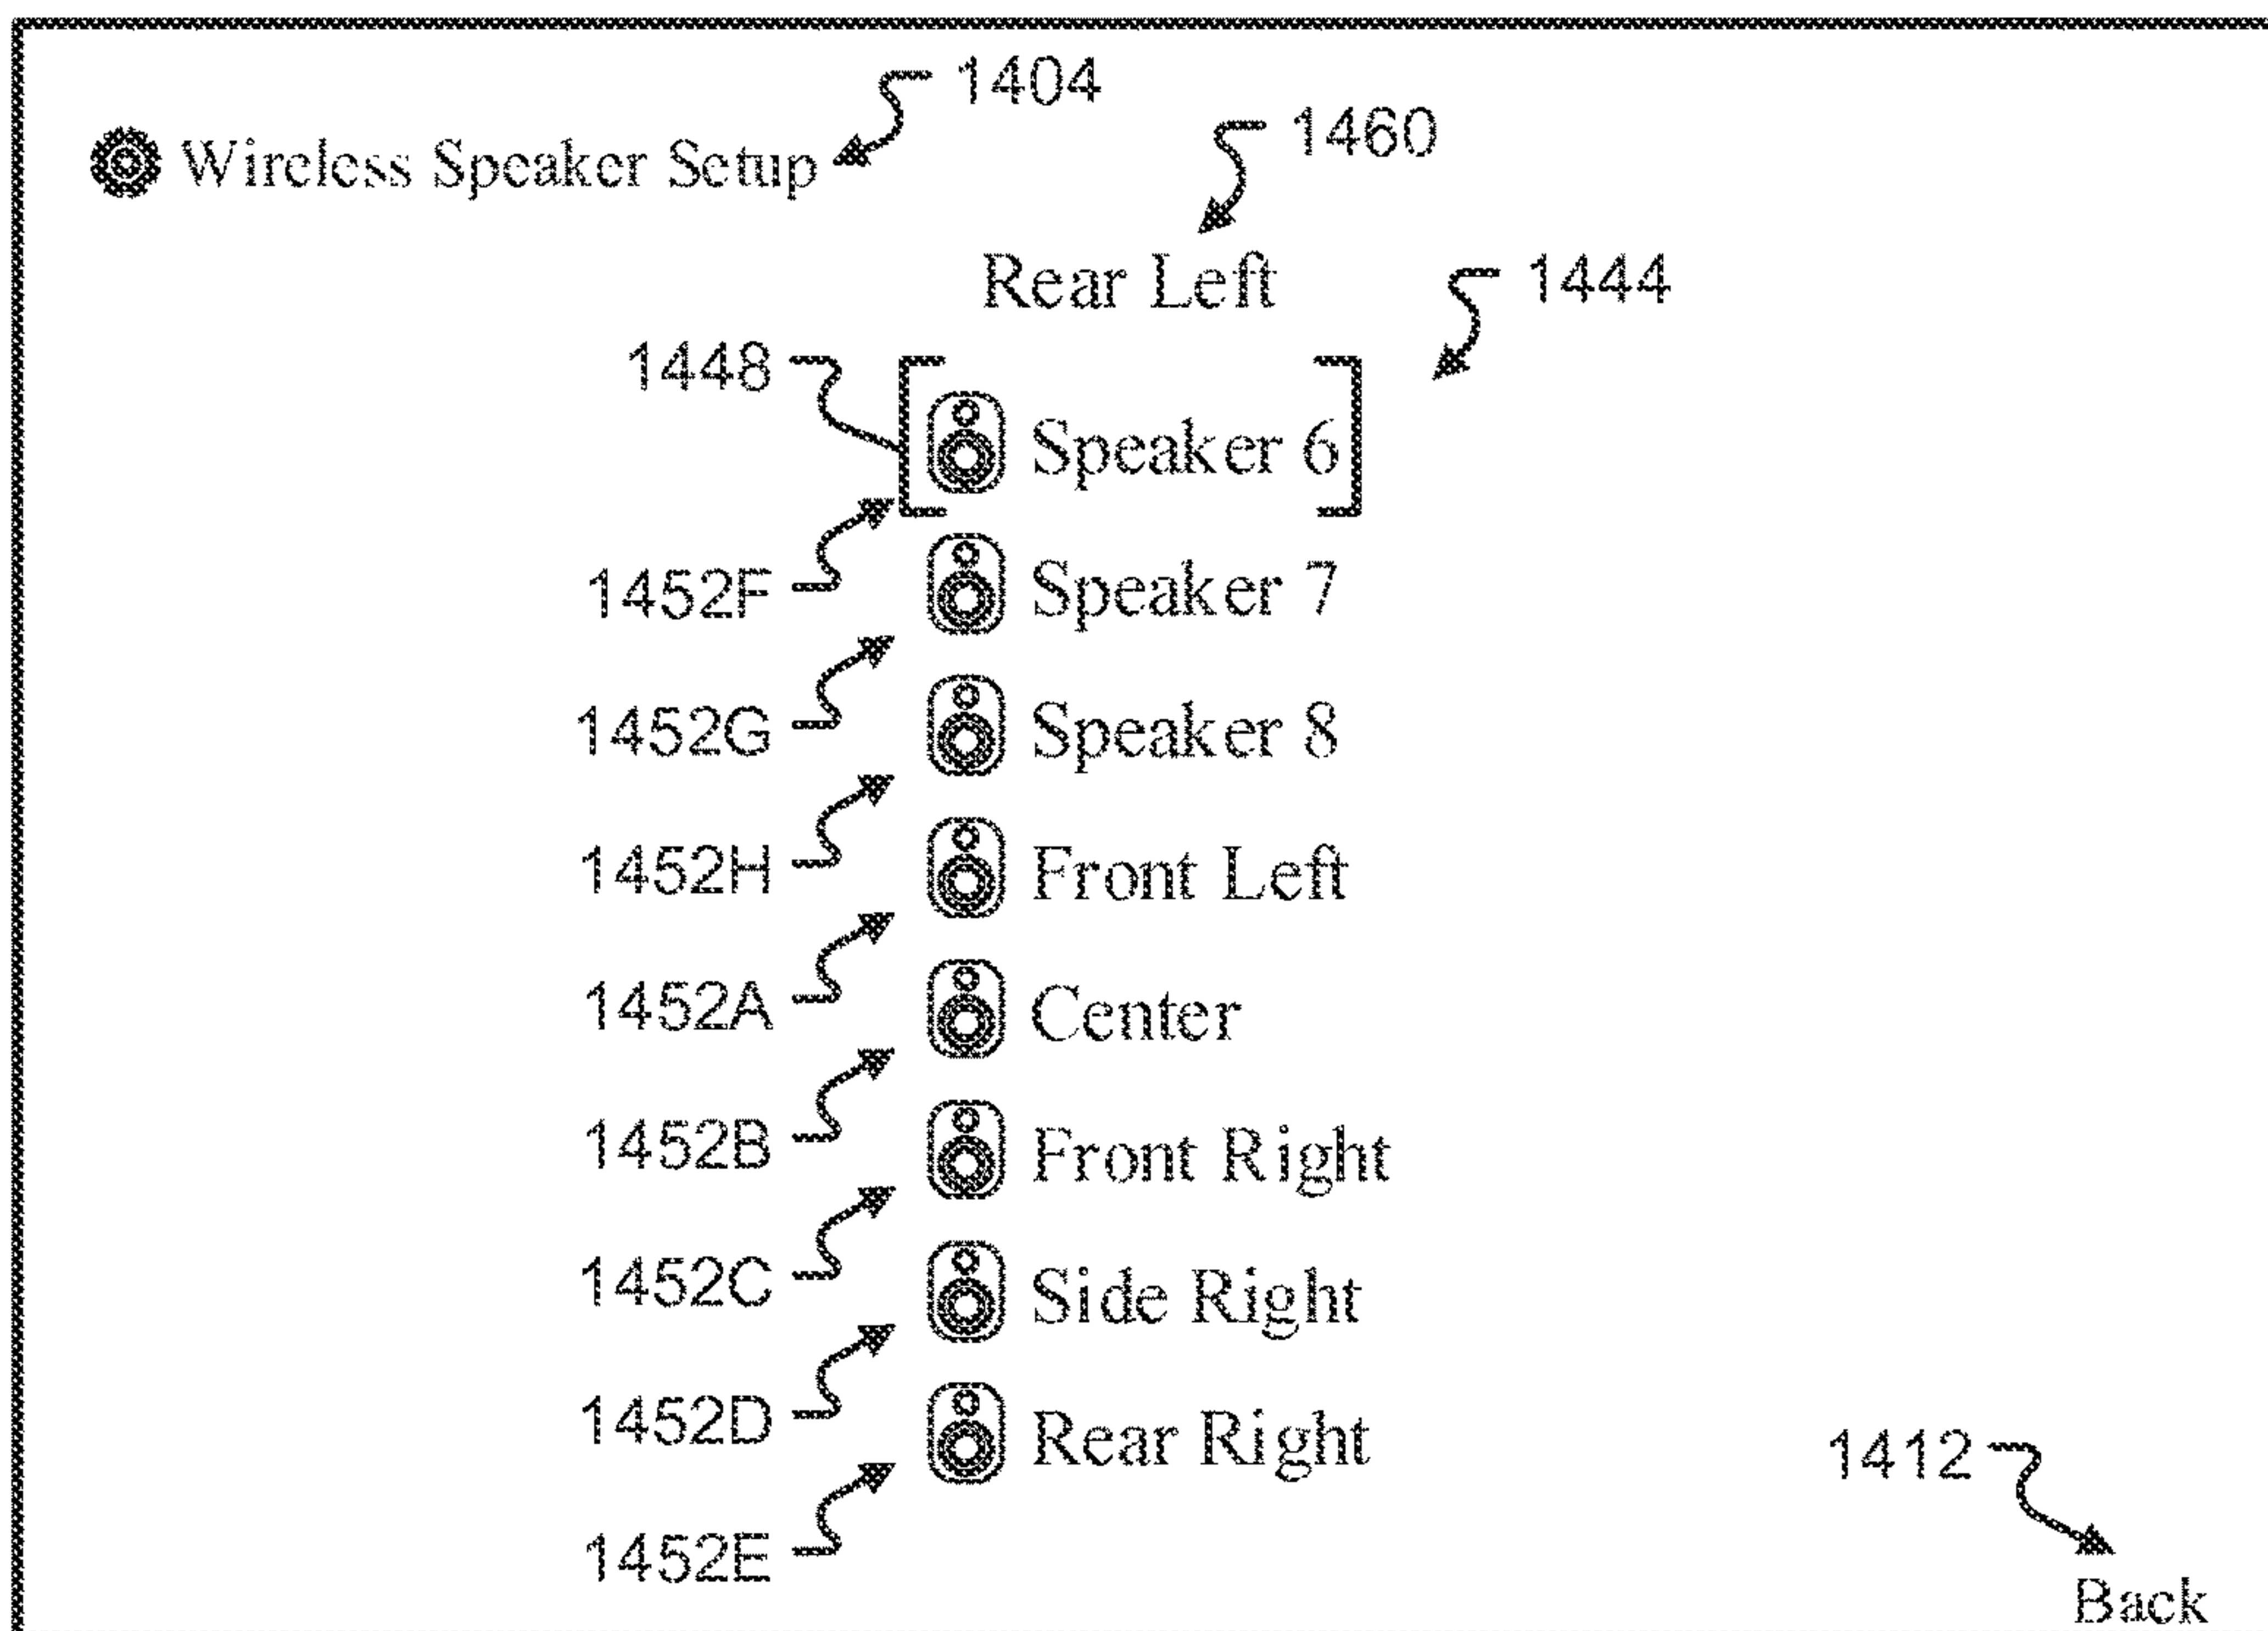 1404
Wireless Speaker Setup
1460
Rear Left
1444
1448
Speaker 6
1452F
Speaker 7
1452G
Speaker 8
1452H
Front Left
1452A
Center
1452B
Front Right
1452C
Side Right
1452D
Rear Right
1412
1452E
Back